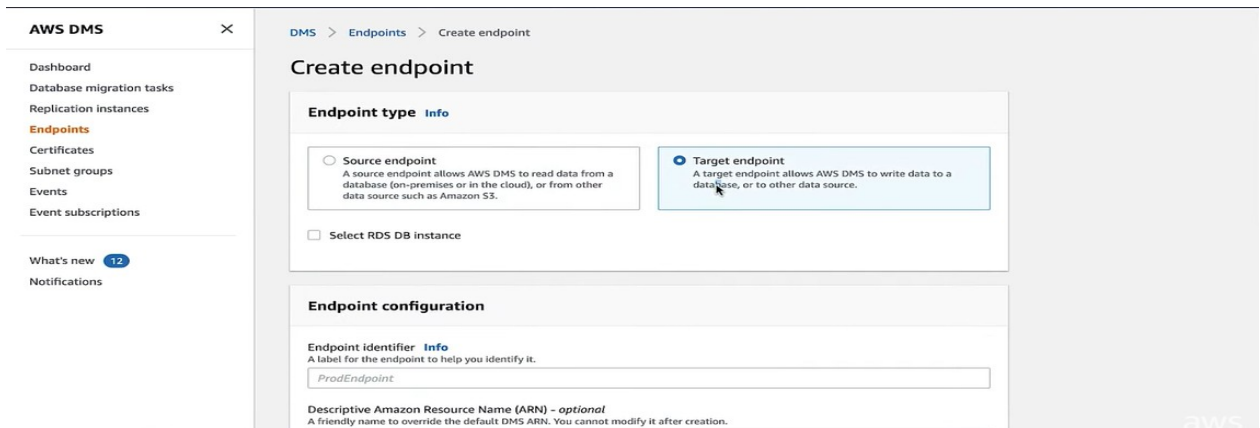 AWS DMS
Dashboard
Database migration tasks
Replication instances
Endpoints
Certificates
Subnet groups
Events
Event subscriptions
What's new 12
Notifications
DMS > Endpoints > Create endpoint
Create endpoint
Endpoint type Info
Source endpoint
A source endpoint allows AWS DMS to read data from a
database (on-premises or in the cloud), or from other
data source such as Amazon S3.
Target endpoint
A target endpoint allows AWS DMS to write data to a
database, or to other data source.
Select RDS DB instance
Endpoint configuration
Endpoint identifier Info
A label for the endpoint to help you identify it.
ProdEndpoint
Descriptive Amazon Resource Name (ARN) - optional
A friendly name to override the default DMS ARN. You cannot modify it after creation.
aws